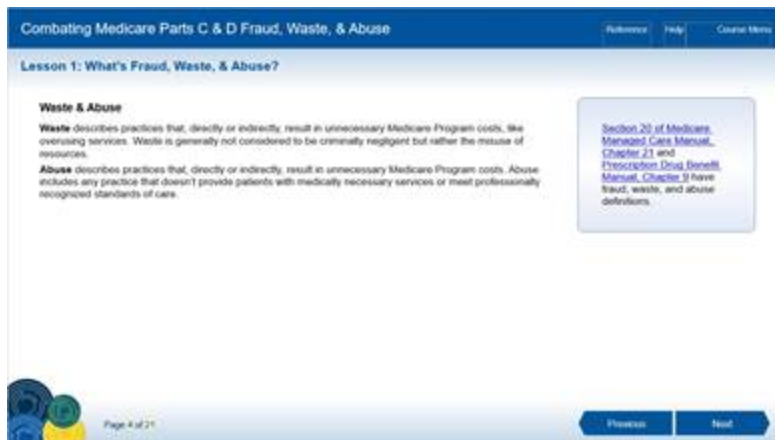 Combating Medicare Parts C & D Fraud, Waste, & Abuse
Reference Help Course Menu
Lesson 1: What's Fraud, Waste, & Abuse?
Waste & Abuse
Waste describes practices that, directly or indirectly, result in unnecessary Medicare Program costs, like
overusing services. Waste is generally not considered to be criminally negligent but rather the misuse of
resources.
Abuse describes practices that, directly or indirectly, result in unnecessary Medicare Program costs. Abuse
includes any practice that doesn't provide patients with medically necessary services or meet professionally
recognized standards of care.
Section 20 of Medicare
Managed Care Manual,
Chapter 21 and
Prescription Drug Benefit
Manual, Chapter 9 have
fraud, waste, and abuse
definitions.
Page 4 of 21
Previous Next